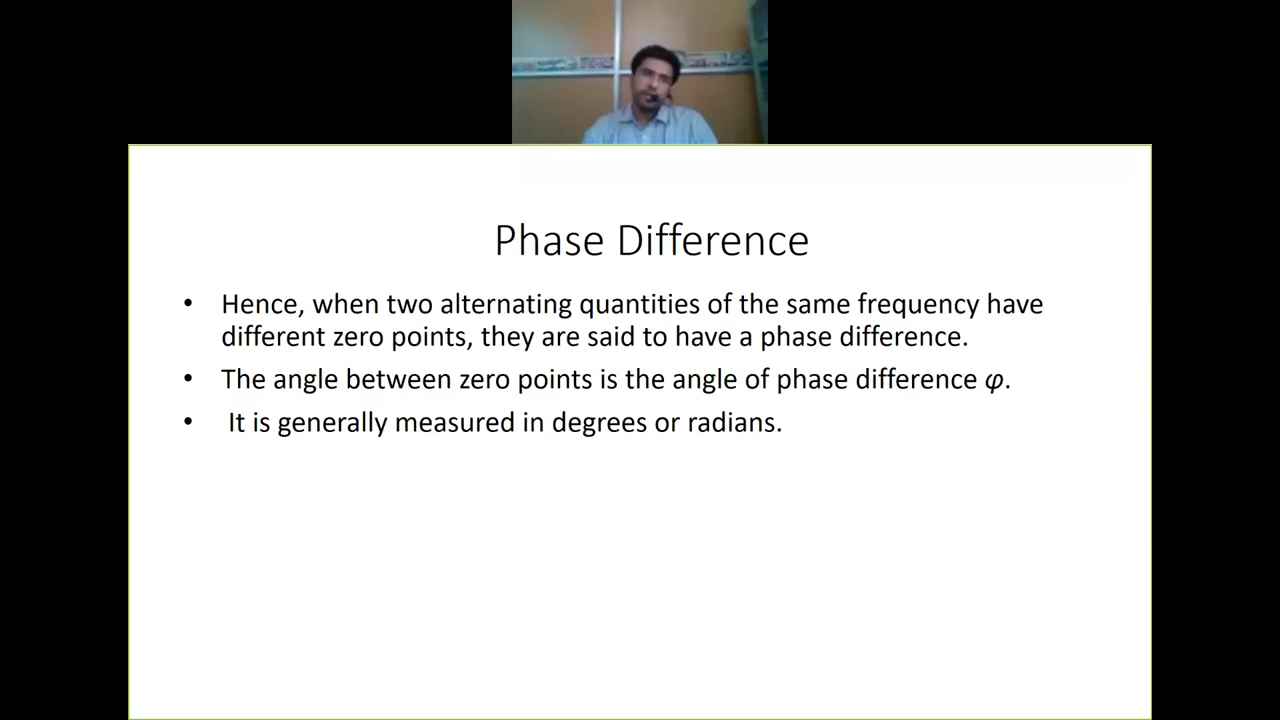 Phase Difference
• Hence, when two alternating quantities of the same frequency have
different zero points, they are said to have a phase difference.
• The angle between zero points is the angle of phase difference φ.
• It is generally measured in degrees or radians.